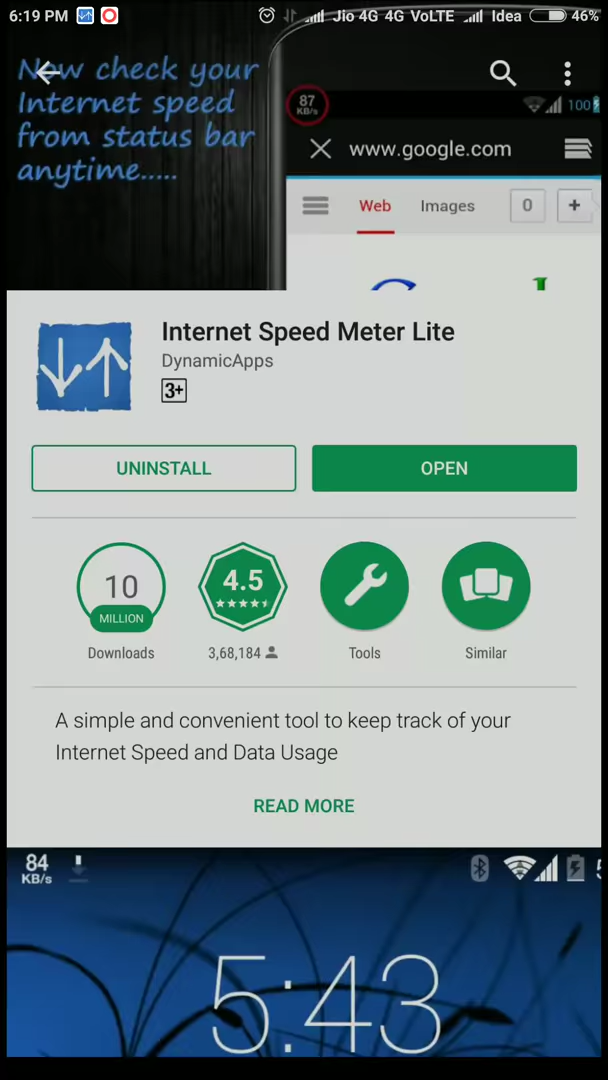 6:19 PM Jio 4G 4G VoLTE Idea 46%
Now check your
Internet speed
from status bar
anytime.....
87
KB/s
100
www.google.com
Web Images 0 +
Internet Speed Meter Lite
DynamicApps
3+
UNINSTALL OPEN
10
MILLION
4.5
Downloads 3,68,184 Tools Similar
A simple and convenient tool to keep track of your
Internet Speed and Data Usage
READ MORE
84
KB/s
5:43